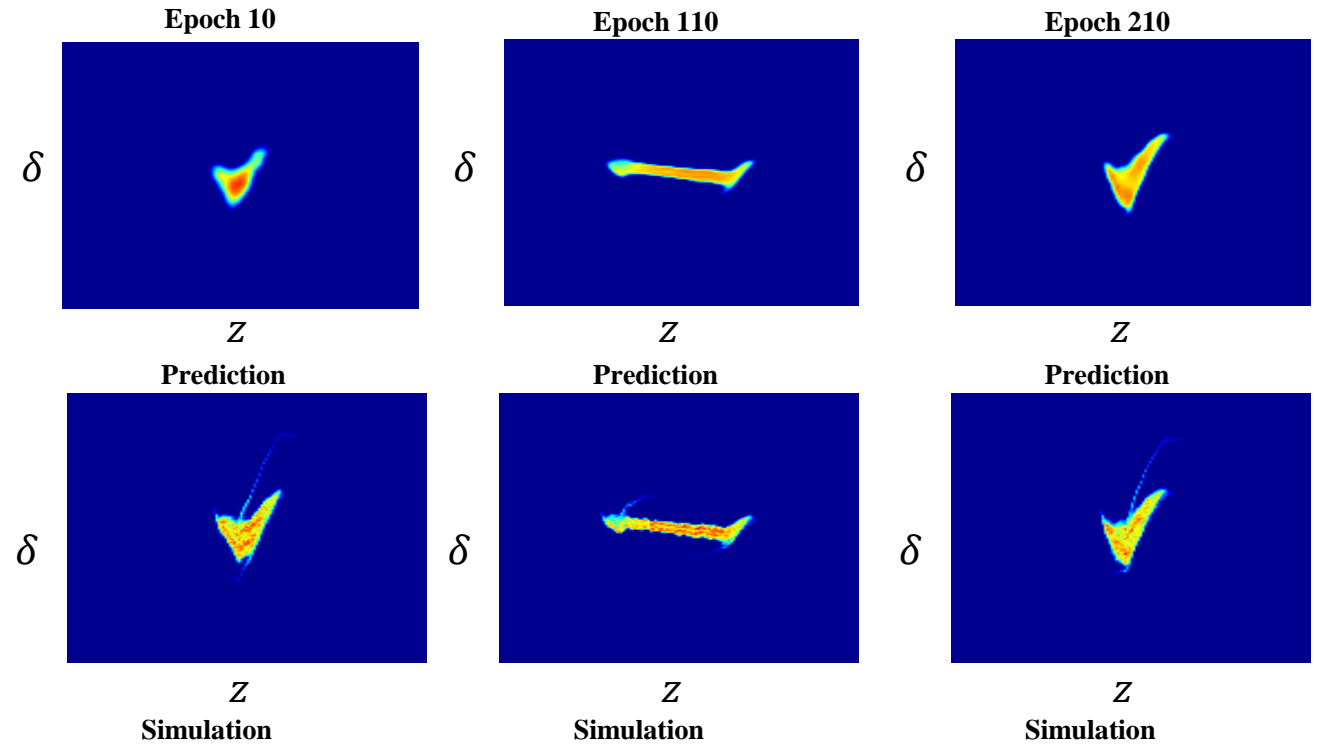 Epoch 10
Epoch 110
Epoch 210
δ
δ
δ
z
z
z
Prediction
Prediction
Prediction
δ
δ
δ
z
z
z
Simulation
Simulation
Simulation